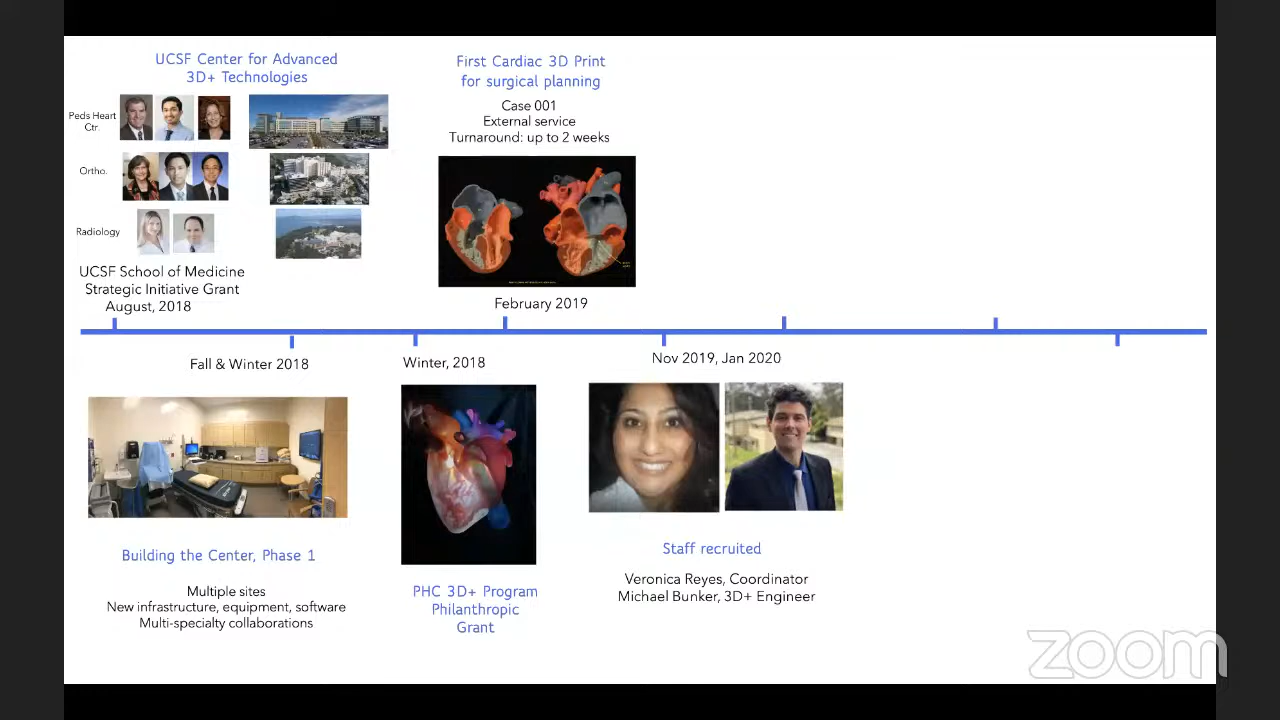 UCSF Center for Advanced
3D+ Technologies
Peds Heart
Ctr.
Ortho.
Radiology
UCSF School of Medicine
Strategic Initiative Grant
August, 2018
First Cardiac 3D Print
for surgical planning
Case 001
External service
Turnaround: up to 2 weeks
February 2019
Fall & Winter 2018
Building the Center, Phase 1
Multiple sites
New infrastructure, equipment, software
Multi-specialty collaborations
Winter, 2018
PHC 3D+ Program
Philanthropic
Grant
Nov 2019, Jan 2020
Staff recruited
Veronica Reyes, Coordinator
Michael Bunker, 3D+ Engineer
zoom